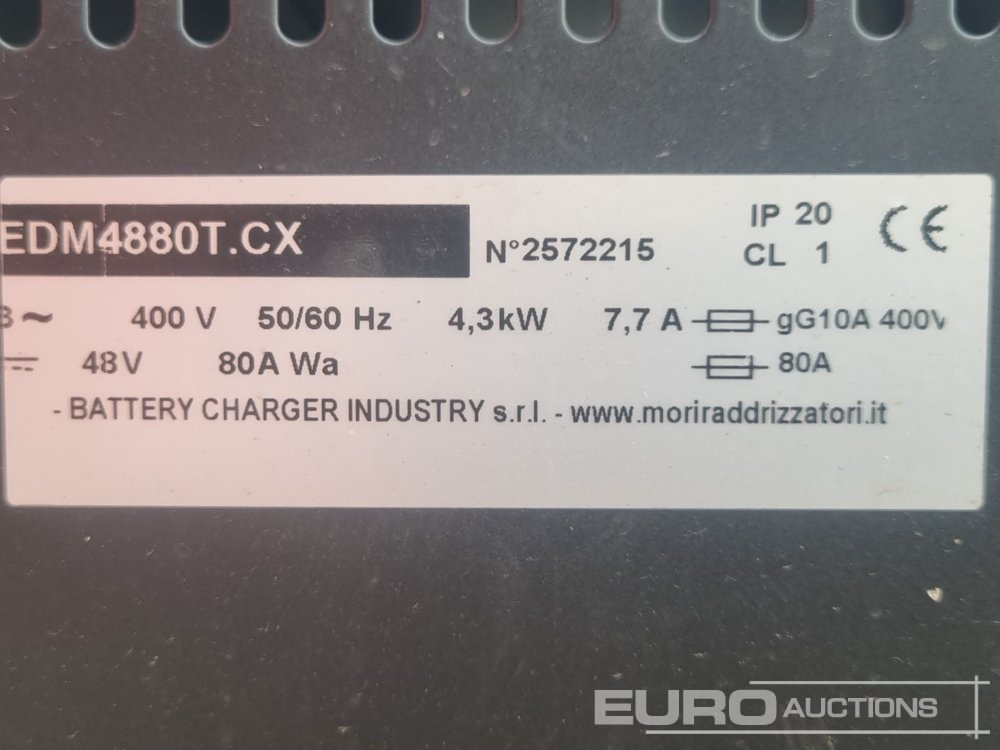 EDM4880T.CX N°2572215 IP 20 CE
CL 1
3~ 400 V 50/60 Hz 4,3kW 7,7 A gG10A 400V
48V 80A Wa 80A
- BATTERY CHARGER INDUSTRY s.r.l. - www.moriraddrizzatori.it
EURO AUCTIONS